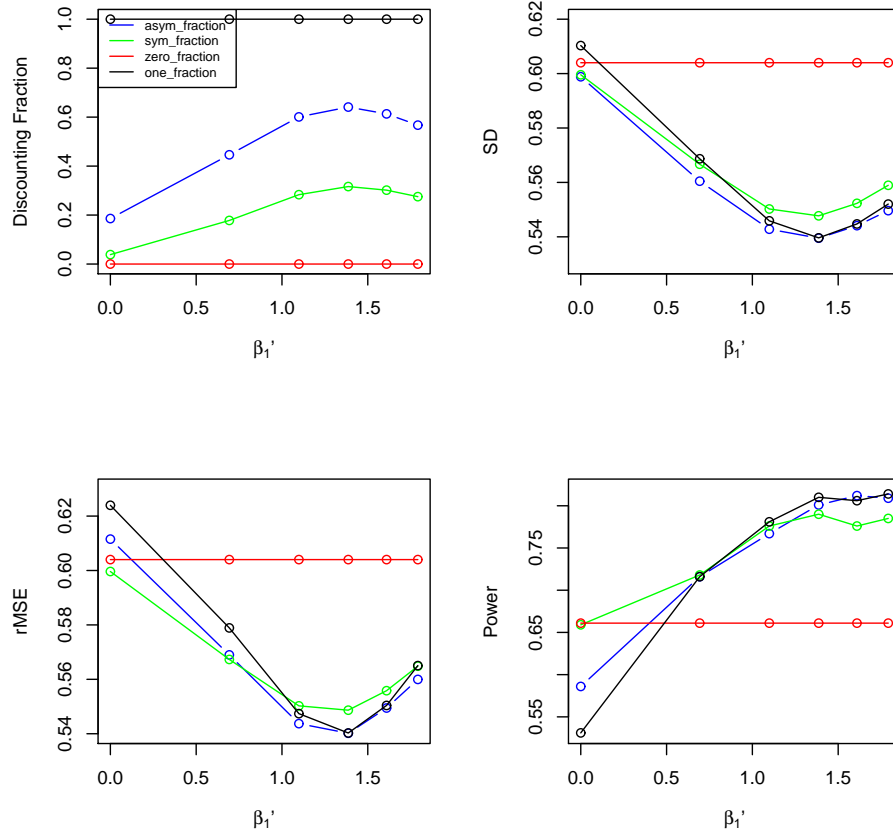 Discounting Fraction
1.0
0.8
0.6
0.4
0.2
0.0
asym_fraction
sym_fraction
zero_fraction
one_fraction
0.0 0.5 1.0 1.5
β1'
SD
0.62
0.60
0.58
0.56
0.54
0.0 0.5 1.0 1.5
β1'
rMSE
0.62
0.60
0.58
0.56
0.54
0.0 0.5 1.0 1.5
β1'
Power
0.75
0.65
0.55
0.0 0.5 1.0 1.5
β1'